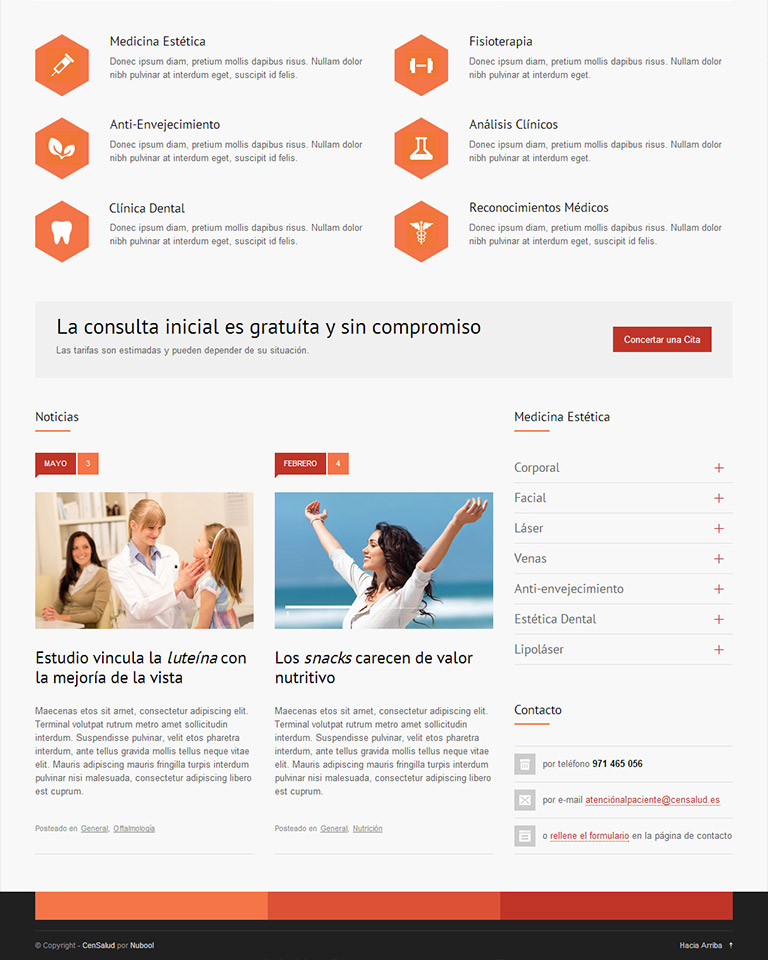 Medicina Estética
Donec ipsum diam, pretium mollis dapibus risus. Nullam dolor
nibh pulvinar at interdum eget, suscipit id felis.
Fisioterapia
Donec ipsum diam, pretium mollis dapibus risus. Nullam dolor
nibh pulvinar at interdum eget.
Anti-Envejecimiento
Donec ipsum diam, pretium mollis dapibus risus. Nullam dolor
nibh pulvinar at interdum eget, suscipit id felis.
Análisis Clínicos
Donec ipsum diam, pretium mollis dapibus risus. Nullam dolor
nibh pulvinar at interdum eget.
Clínica Dental
Donec ipsum diam, pretium mollis dapibus risus. Nullam dolor
nibh pulvinar at interdum eget, suscipit id felis.
Reconocimientos Médicos
Donec ipsum diam, pretium mollis dapibus risus. Nullam dolor
nibh pulvinar at interdum eget, suscipit id felis.
La consulta inicial es gratuíta y sin compromiso
Las tarifas son estimadas y pueden depender de su situación.
Concertar una Cita
Noticias
MAYO 3
Estudio vincula la luteína con
la mejoría de la vista
Maecenas etos sit amet, consectetur adipiscing elit.
Terminal volutpat rutrum metro amet sollicitudin
interdum. Suspendisse pulvinar, velit etos pharetra
interdum, ante tellus gravida mollis tellus neque vitae
elit. Mauris adipiscing mauris fringilla turpis interdum
pulvinar nisi malesuada, consectetur adipiscing libero
est cuprum.
Posteado en General, Oftalmología
FEBRERO 4
Los snacks carecen de valor
nutritivo
Maecenas etos sit amet, consectetur adipiscing elit.
Terminal volutpat rutrum metro amet sollicitudin
interdum. Suspendisse pulvinar, velit etos pharetra
interdum, ante tellus gravida mollis tellus neque vitae
elit. Mauris adipiscing mauris fringilla turpis interdum
pulvinar nisi malesuada, consectetur adipiscing libero
est cuprum.
Posteado en General, Nutrición
Medicina Estética
Corporal +
Facial +
Láser +
Venas +
Anti-envejecimiento +
Estética Dental +
Lipoláser +
Contacto
por teléfono 971 465 056
por e-mail atenciónalpaciente@censalud.es
o rellene el formulario en la página de contacto
© Copyright - CenSalud por Nubool
Hacia Arriba ↑